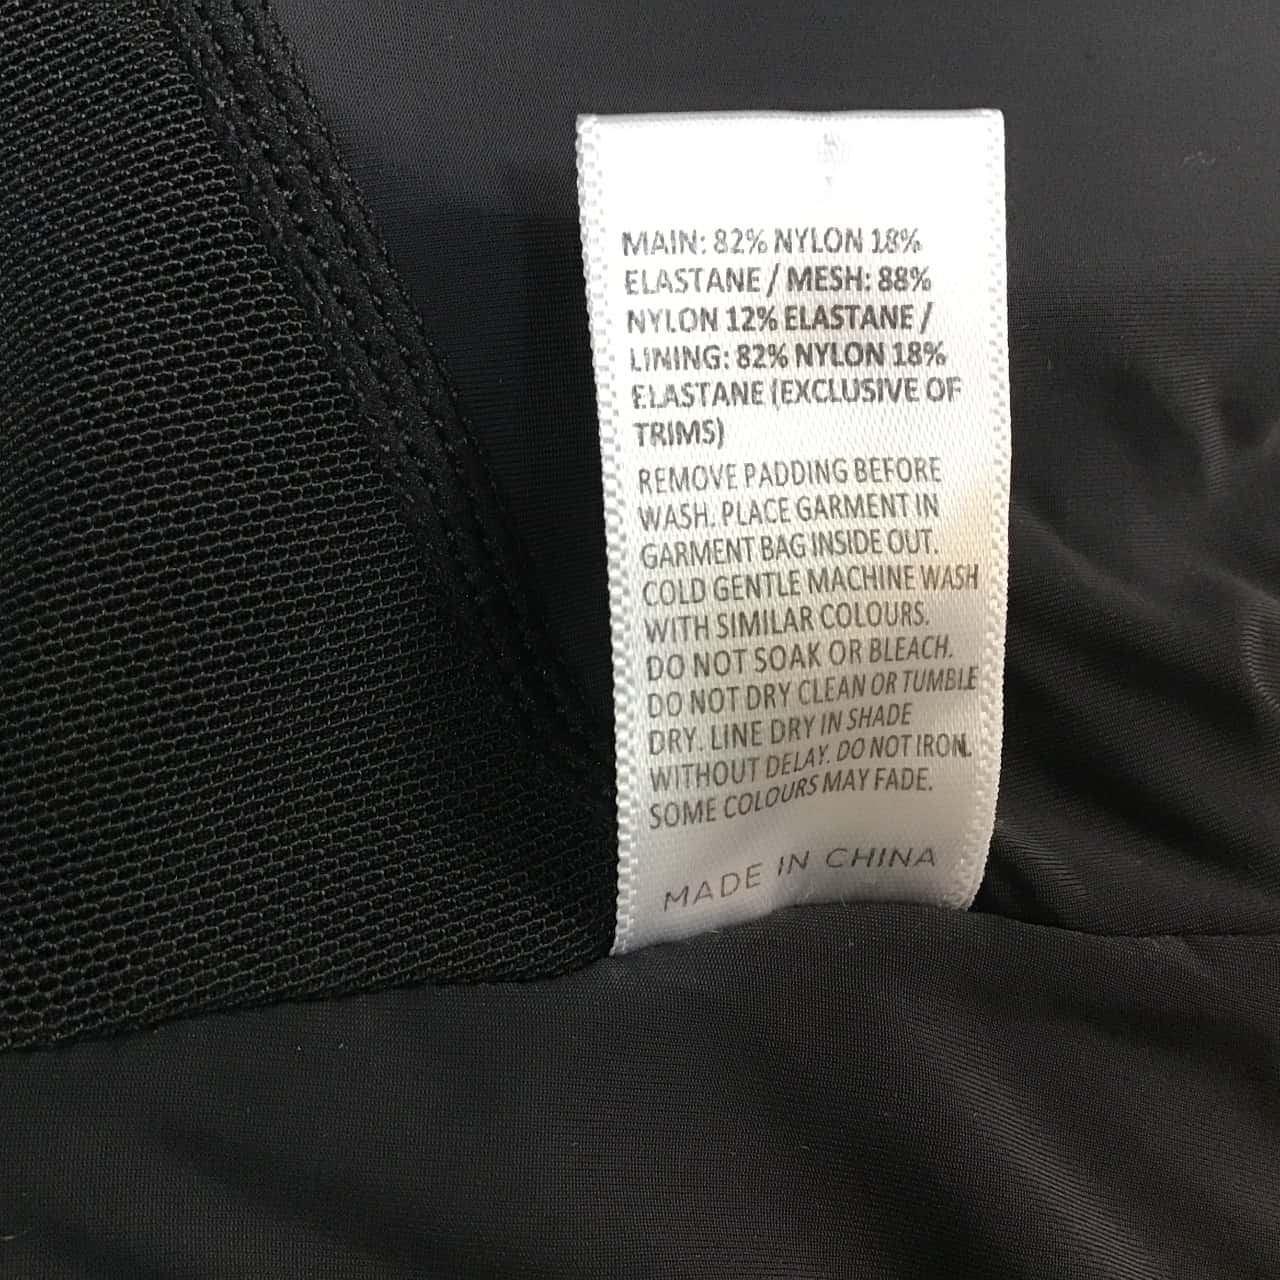 MAIN: 82% NYLON 18%
ELASTANE / MESH: 88%
NYLON 12% ELASTANE /
LINING: 82% NYLON 18%
ELASTANE (EXCLUSIVE OF
TRIMS)
REMOVE PADDING BEFORE
WASH. PLACE GARMENT IN
GARMENT BAG INSIDE OUT.
COLD GENTLE MACHINE WASH
WITH SIMILAR COLOURS.
DO NOT SOAK OR BLEACH.
DO NOT DRY CLEAN OR TUMBLE
DRY. LINE DRY IN SHADE
WITHOUT DELAY. DO NOT IRON.
SOME COLOURS MAY FADE.
MADE IN CHINA